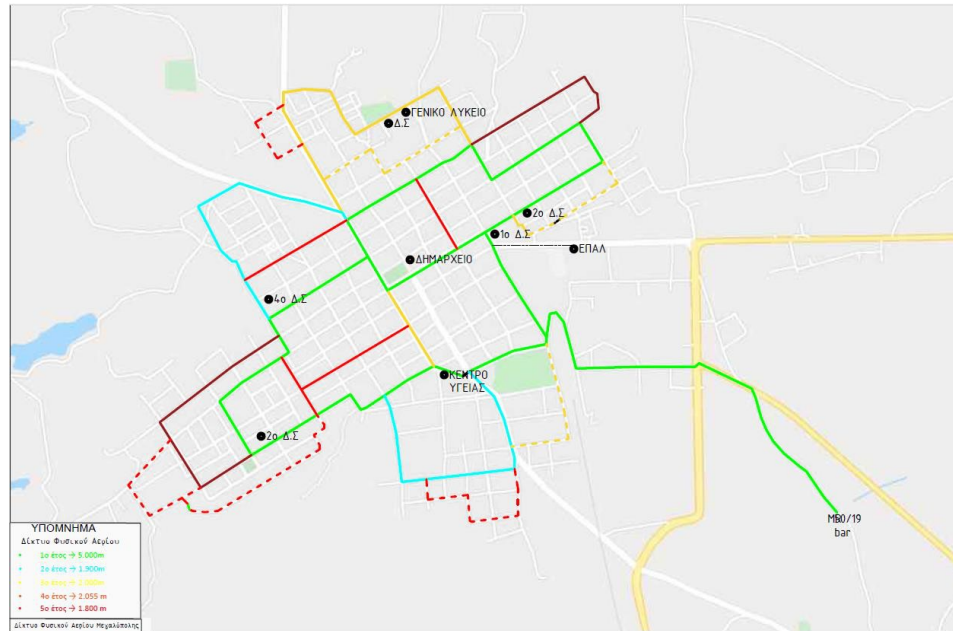 ΓΕΝΙΚΟ ΛΥΚΕΙΟ
Δ.Σ
2ο Δ.Σ
1ο Δ.Σ
ΕΠΑΛ
ΔΗΜΑΡΧΕΙΟ
4ο Δ.Σ
ΚΕΝΤΡΟ
ΥΓΕΙΑΣ
2ο Δ.Σ
bar
ΥΠΟΜΝΗΜΑ
Δίκτυο Φυσικού Αερίου
1ο έτος → 5.000m
2ο έτος → 1.900m
4ο έτος → 2.055 m
5ο έτος → 1.800 m
Δίκτυο Φυσικού Αερίου Μεγαλόπολης